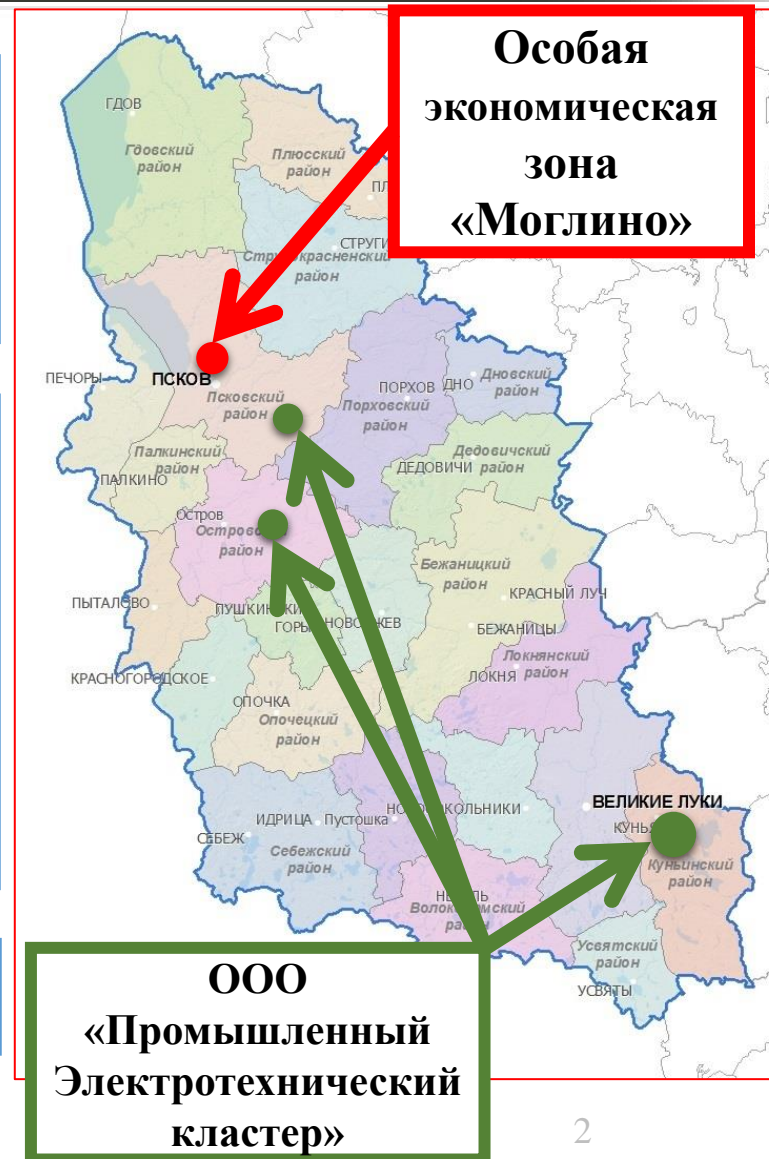 Особая
экономическая
зона
«Моглино»
ГДОВ
Гдовский
район
Плюсский
район
ПЛ
СТРУГИ
район
ПЕЧОРЫ
ПСКОВ
Псковский
район
ПОРХОВ
Порховский
район
ДНО
Дновский
район
Палкинский
район
ПАЛКИНО
ДЕДОВИЧИ
Дедовичский
район
Остров
район
Бежаницкий
район
КРАСНЫЙ ЛУЧ
ПЫТАЛОВО
ГОРЫ
БЕЖАНИЦЫ
Локнянский
район
ЛОКНЯ
КРАСНОГОРОДСКОЕ
ОПОЧКА
Опочецкий
район
ВЕЛИКИЕ ЛУКИ
ИДРИЦА
Пустошка
СЕБЕЖ
Себежский
район
КУНЬЯ
Куньинский
район
Усвятский
район
УСВЯТЫ
ООО
«Промышленный
Электротехнический
кластер»
2